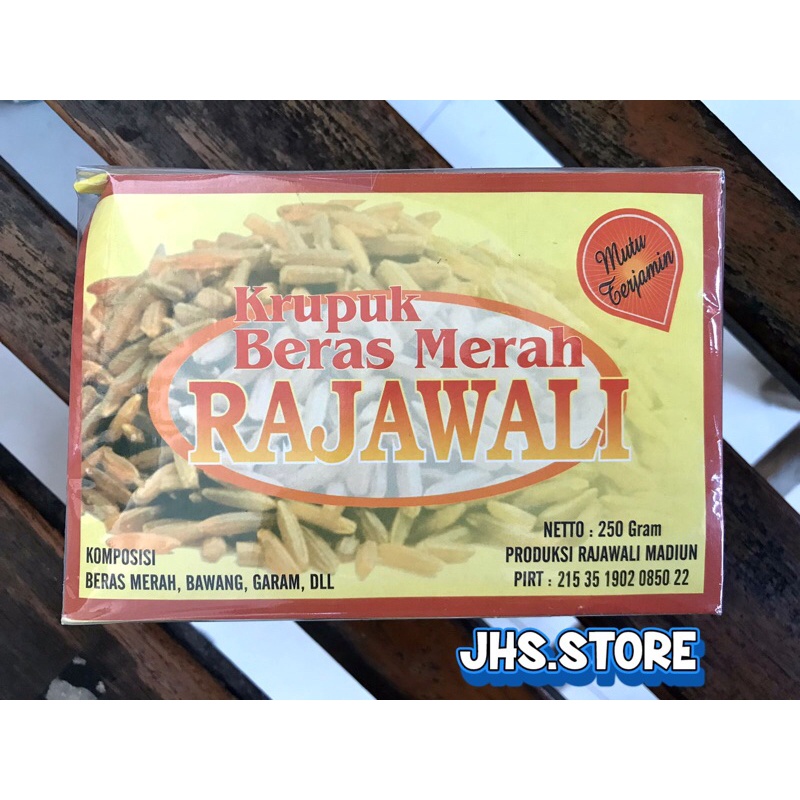 Mutu
Terjamin
Krupuk
Beras Merah
RAJAWALI
NETTO : 250 Gram
PRODUKSI RAJAWALI MADIUN
PIRT : 215 35 1902 0850 22
KOMPOSISI
BERAS MERAH, BAWANG, GARAM, DLL
JHS.STORE